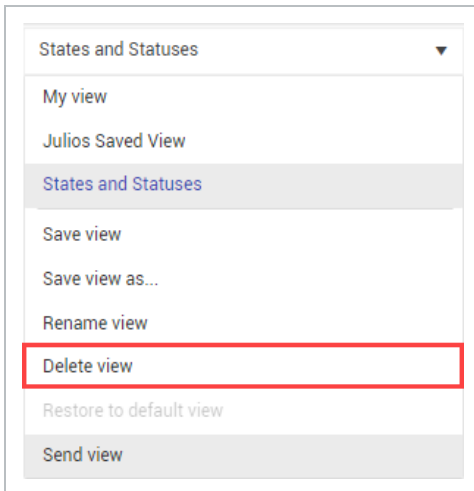 States and Statuses
My view
Julios Saved View
States and Statuses
Save view
Save view as...
Rename view
Delete view
Restore to default view
Send view